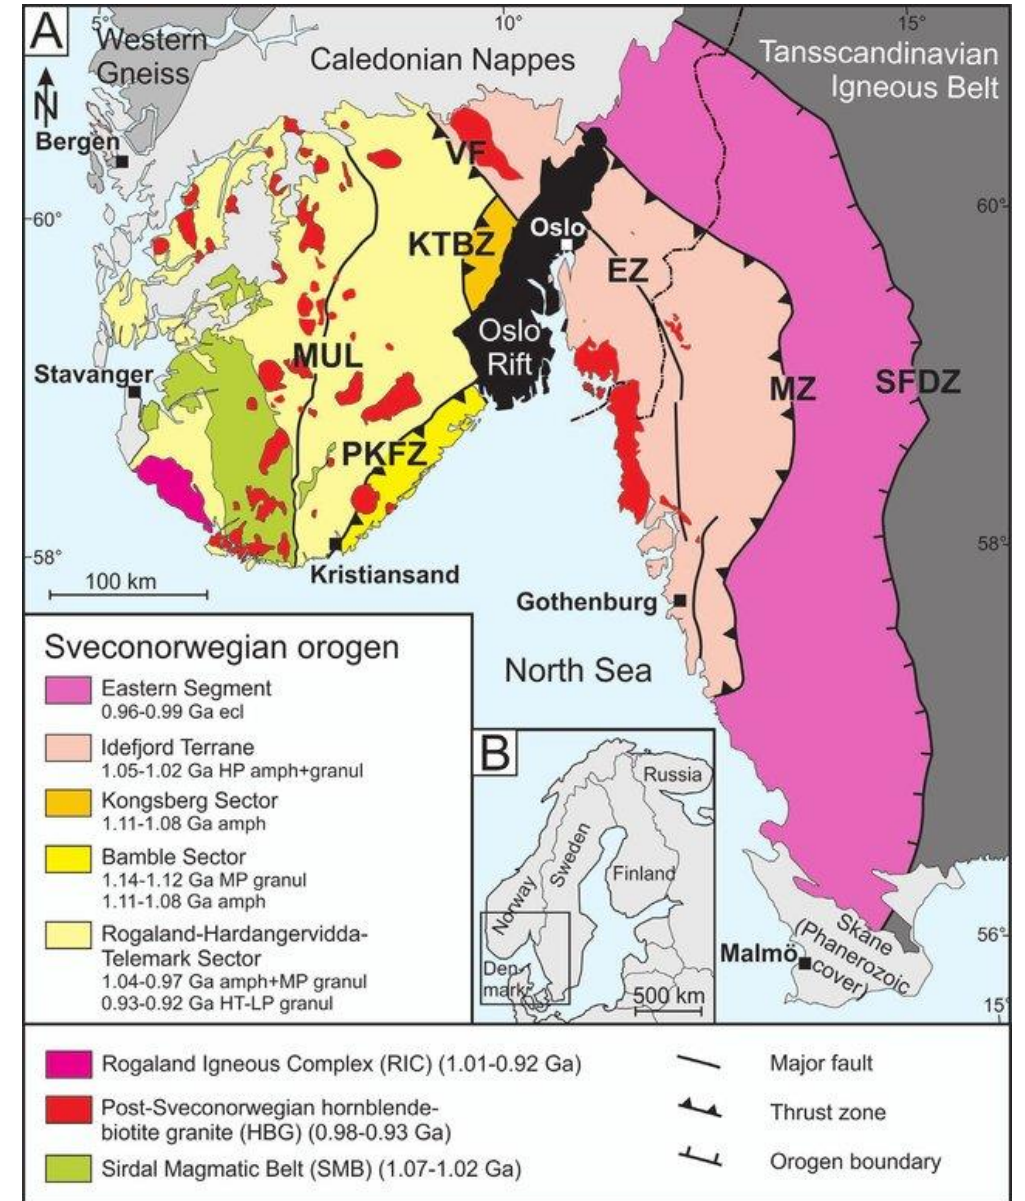 A
5°
10°
15°
Western
Gneiss
Caledonian Nappes
Tansscandinavian
Igneous Belt
N
Bergen
VF
60°
60°
KTBZ
Oslo
EZ
Oslo
Rift
MUL
Stavanger
MZ
SFDZ
PKFZ
58°
58°
100 km
Kristiansand
Gothenburg
North Sea
Sveconorwegian orogen
Eastern Segment
0.96-0.99 Ga ecl
Idefjord Terrane
1.05-1.02 Ga HP amph+granul
Kongsberg Sector
1.11-1.08 Ga amph
Bamble Sector
1.14-1.12 Ga MP granul
1.11-1.08 Ga amph
Rogaland-Hardangervidda-
Telemark Sector
1.04-0.97 Ga amph+MP granul
0.93-0.92 Ga HT-LP granul
B
Russia
Sweden
Finland
Norway
Den-
mark
500 km
Skane
(Phanerozoic
cover)
Malmö
56°
15°
Rogaland Igneous Complex (RIC) (1.01-0.92 Ga)
Post-Sveconorwegian hornblende-
biotite granite (HBG) (0.98-0.93 Ga)
Sirdal Magmatic Belt (SMB) (1.07-1.02 Ga)
Major fault
Thrust zone
Orogen boundary